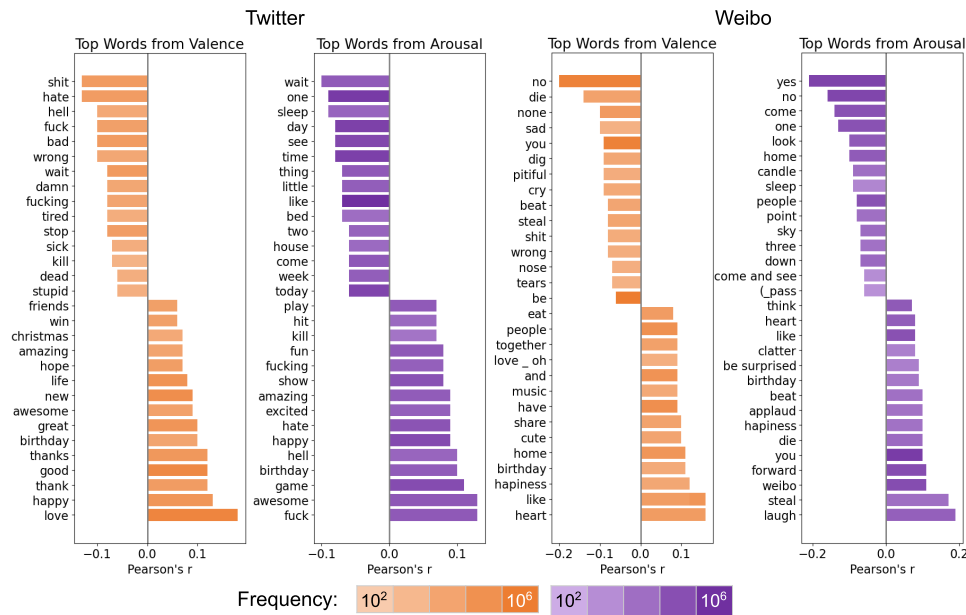 Twitter
Weibo
Top Words from Valence
shit
hate
hell
fuck
bad
wrong
wait
damn
fucking
tired
stop
sick
kill
dead
stupid
friends
win
christmas
amazing
hope
life
new
awesome
great
birthday
thanks
good
thank
happy
love
−0.1
0.0
0.1
Pearson's r
Top Words from Arousal
wait
one
sleep
day
see
time
thing
little
like
bed
two
house
come
week
today
play
hit
kill
fun
fucking
show
amazing
excited
hate
happy
hell
birthday
game
awesome
fuck
−0.1
0.0
0.1
Pearson's r
Top Words from Valence
no
die
none
sad
you
dig
pitiful
cry
beat
steal
shit
wrong
nose
tears
be
eat
people
together
love _ oh
and
music
have
share
cute
home
birthday
hapiness
like
heart
−0.2
−0.1
0.0
0.1
Pearson's r
Top Words from Arousal
yes
no
come
one
look
home
candle
sleep
people
point
sky
three
down
come and see
(_pass
think
heart
like
clatter
be surprised
birthday
beat
applaud
hapiness
die
you
forward
weibo
steal
laugh
−0.2
0.0
0.2
Pearson's r
Frequency:
10²
10⁶
10²
10⁶